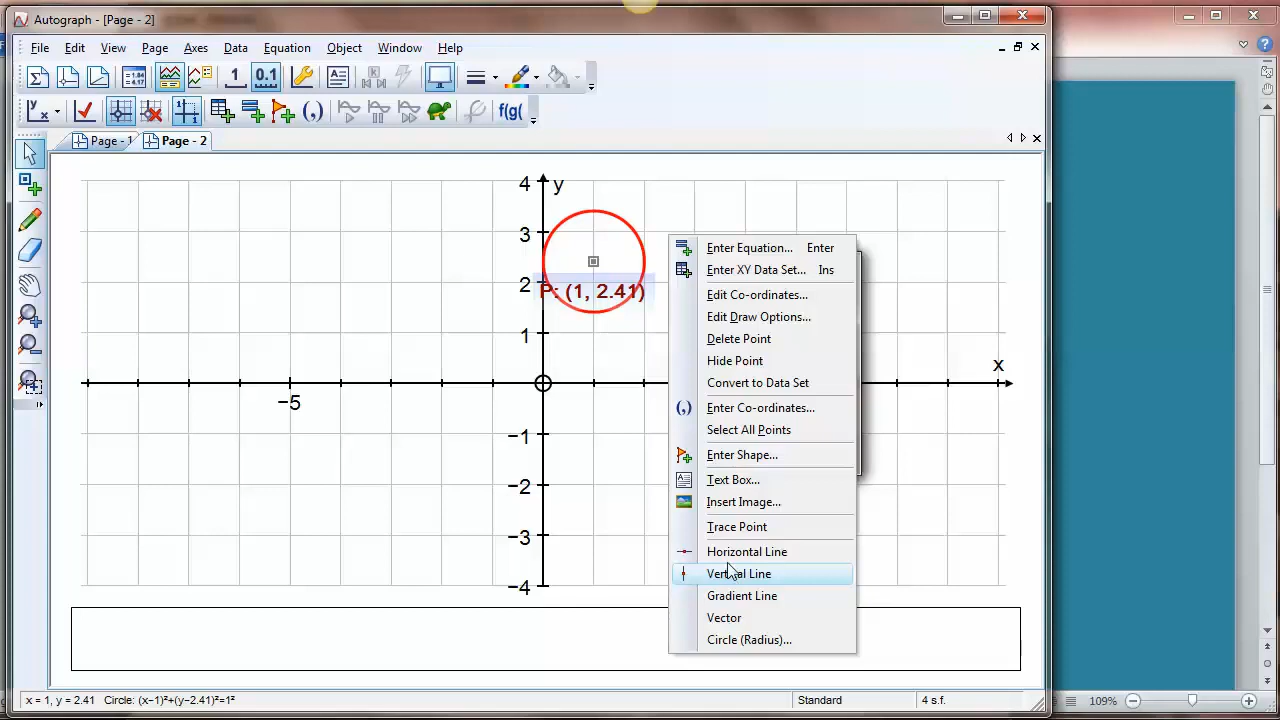 Autograph - [Page - 2]
File Edit View Page Axes Data Equation Object Window Help
1 0.1
f(g(
Page - 1 Page - 2
4 y
3
2 P: (1, 2.41)
1
x
−5
−1
−2
−3
−4
Enter Equation... Enter
Enter XY Data Set... Ins
Edit Co-ordinates...
Edit Draw Options...
Delete Point
Hide Point
Convert to Data Set
Enter Co-ordinates...
Select All Points
Enter Shape...
Text Box...
Insert Image...
Trace Point
Horizontal Line
Vertical Line
Gradient Line
Vector
Circle (Radius)...
x = 1, y = 2.41 Circle: (x−1)²+(y−2.41)²=1² Standard 4 s.f.
109%